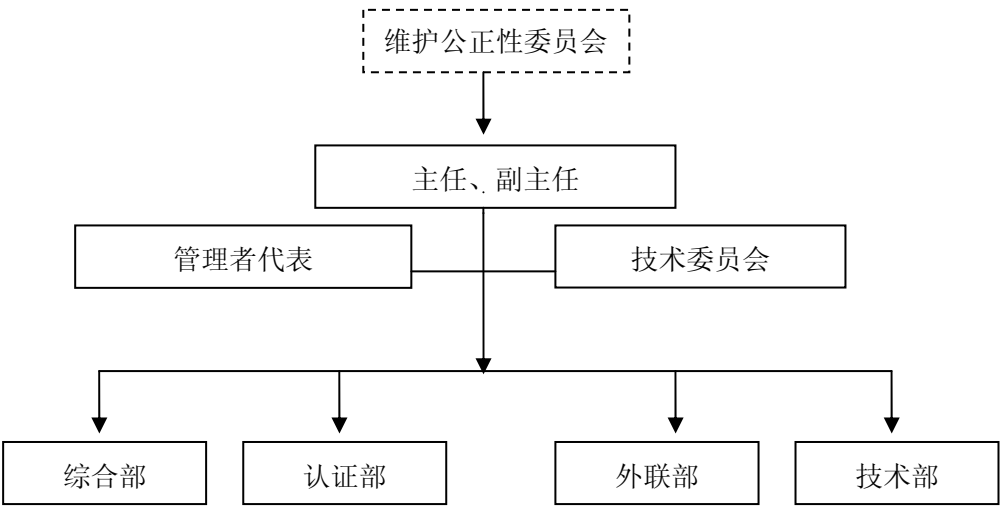 维护公正性委员会
主任、副主任
管理者代表
技术委员会
综合部
认证部
外联部
技术部